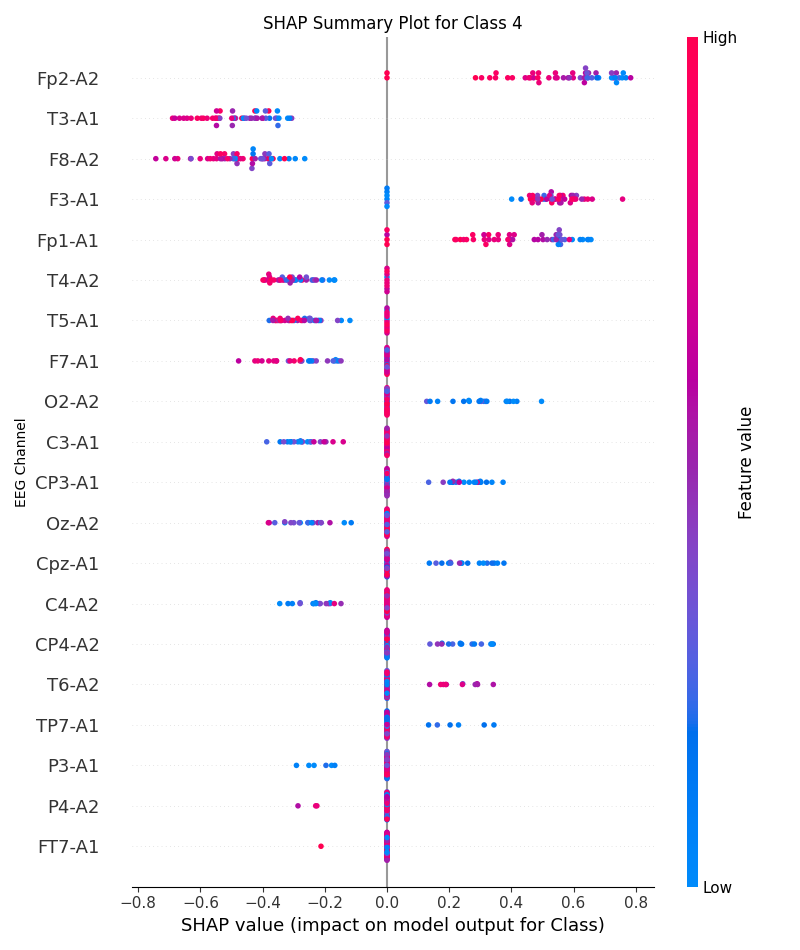 SHAP Summary Plot for Class 4
High
Fp2-A2
T3-A1
F8-A2
F3-A1
Fp1-A1
T4-A2
T5-A1
F7-A1
O2-A2
C3-A1
CP3-A1
Oz-A2
Cpz-A1
C4-A2
CP4-A2
T6-A2
TP7-A1
P3-A1
P4-A2
FT7-A1
EEG Channel
Feature value
Low
−0.8 −0.6 −0.4 −0.2 0.0 0.2 0.4 0.6 0.8
SHAP value (impact on model output for Class)